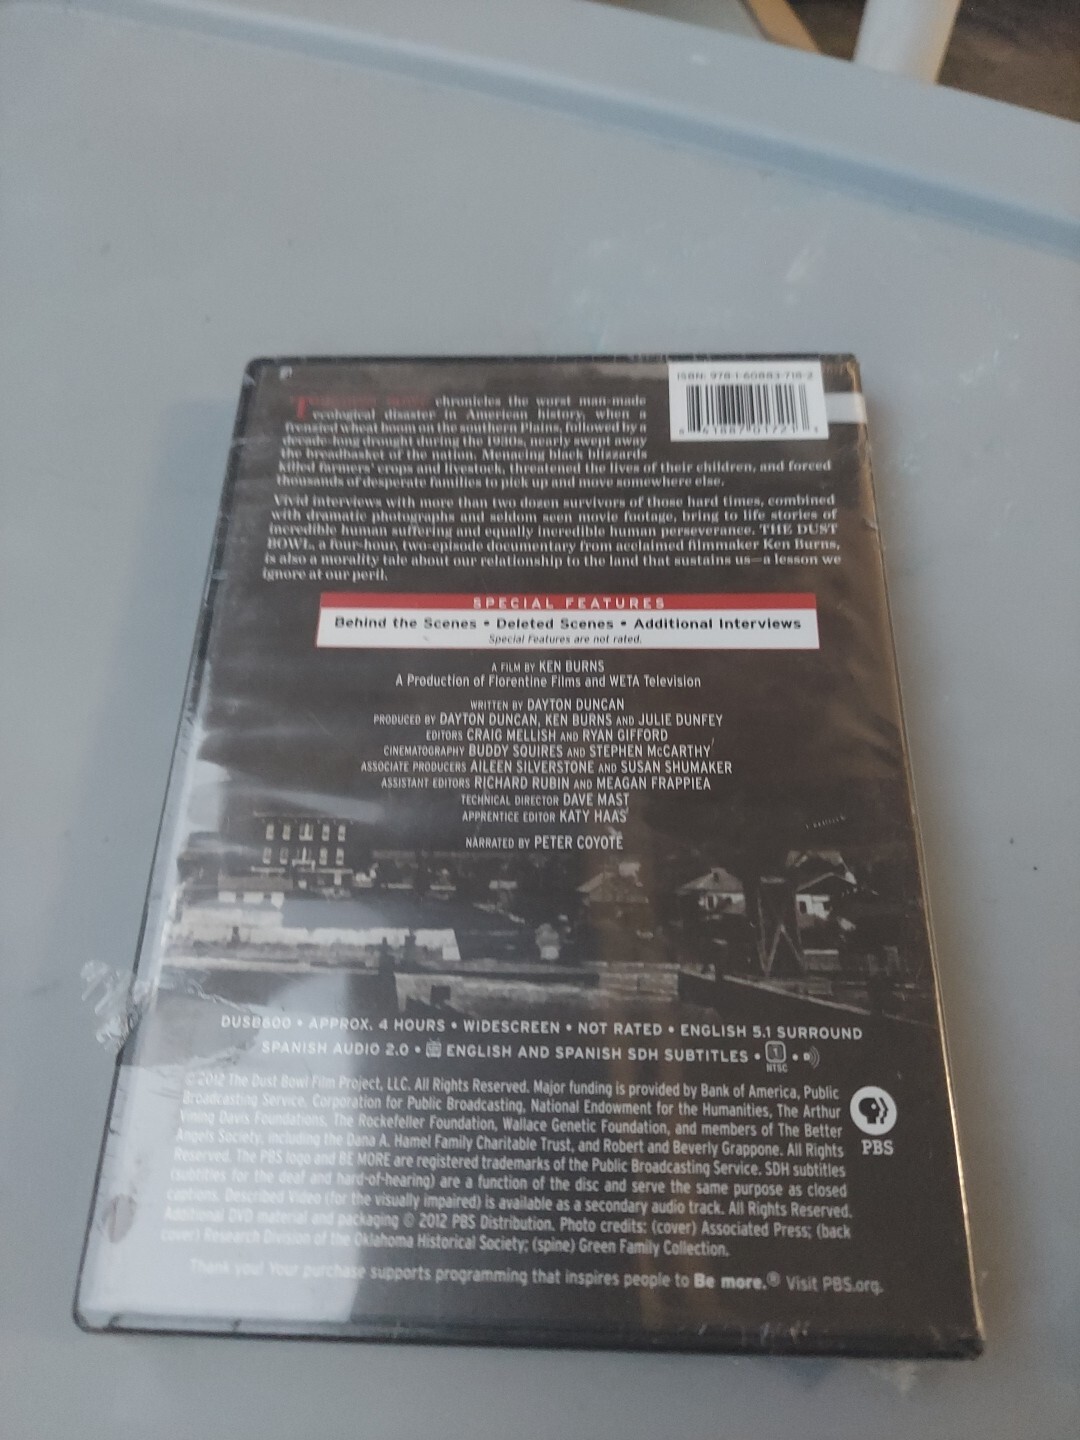 ISBN: 978-1-60883-718-2
chronicles the worst man-made
ecological disaster in American history, when a
frenzied wheat boom on the southern Plains, followed by a
decade-long drought during the 1930s, nearly swept away
the breadbasket of the nation. Menacing black blizzards
killed farmers' crops and livestock, threatened the lives of their children, and forced
thousands of desperate families to pick up and move somewhere else.
Vivid interviews with more than two dozen survivors of those hard times, combined
with dramatic photographs and seldom seen movie footage, bring to life stories of
incredible human suffering and equally incredible human perseverance. THE DUST
BOWL, a four-hour, two-episode documentary from acclaimed filmmaker Ken Burns,
is also a morality tale about our relationship to the land that sustains us—a lesson we
ignore at our peril.
SPECIAL FEATURES
Behind the Scenes • Deleted Scenes • Additional Interviews
Special Features are not rated.
A FILM BY KEN BURNS
A Production of Florentine Films and WETA Television
WRITTEN BY DAYTON DUNCAN
PRODUCED BY DAYTON DUNCAN, KEN BURNS AND JULIE DUNFEY
EDITORS CRAIG MELLISH AND RYAN GIFFORD
CINEMATOGRAPHY BUDDY SQUIRES AND STEPHEN McCARTHY
ASSOCIATE PRODUCERS AILEEN SILVERSTONE AND SUSAN SHUMAKER
ASSISTANT EDITORS RICHARD RUBIN AND MEAGAN FRAPPIEA
TECHNICAL DIRECTOR DAVE MAST
APPRENTICE EDITOR KATY HAAS
NARRATED BY PETER COYOTE
DUSB600 • APPROX. 4 HOURS • WIDESCREEN • NOT RATED • ENGLISH 5.1 SURROUND
SPANISH AUDIO 2.0 • ENGLISH AND SPANISH SDH SUBTITLES • 1 •
NTSC
©2012 The Dust Bowl Film Project, LLC. All Rights Reserved. Major funding is provided by Bank of America, Public
Broadcasting Service, Corporation for Public Broadcasting, National Endowment for the Humanities, The Arthur
Vining Davis Foundations, The Rockefeller Foundation, Wallace Genetic Foundation, and members of The Better
Angels Society, including the Dana A. Hamel Family Charitable Trust, and Robert and Beverly Grappone. All Rights
Reserved. The PBS logo and BE MORE are registered trademarks of the Public Broadcasting Service. SDH subtitles
(subtitles for the deaf and hard-of-hearing) are a function of the disc and serve the same purpose as closed
captions. Described Video (for the visually impaired) is available as a secondary audio track. All Rights Reserved.
Additional DVD material and packaging © 2012 PBS Distribution. Photo credits: (cover) Associated Press; (back
cover) Research Division of the Oklahoma Historical Society; (spine) Green Family Collection.
PBS
Thank you! Your purchase supports programming that inspires people to Be more.® Visit PBS.org.